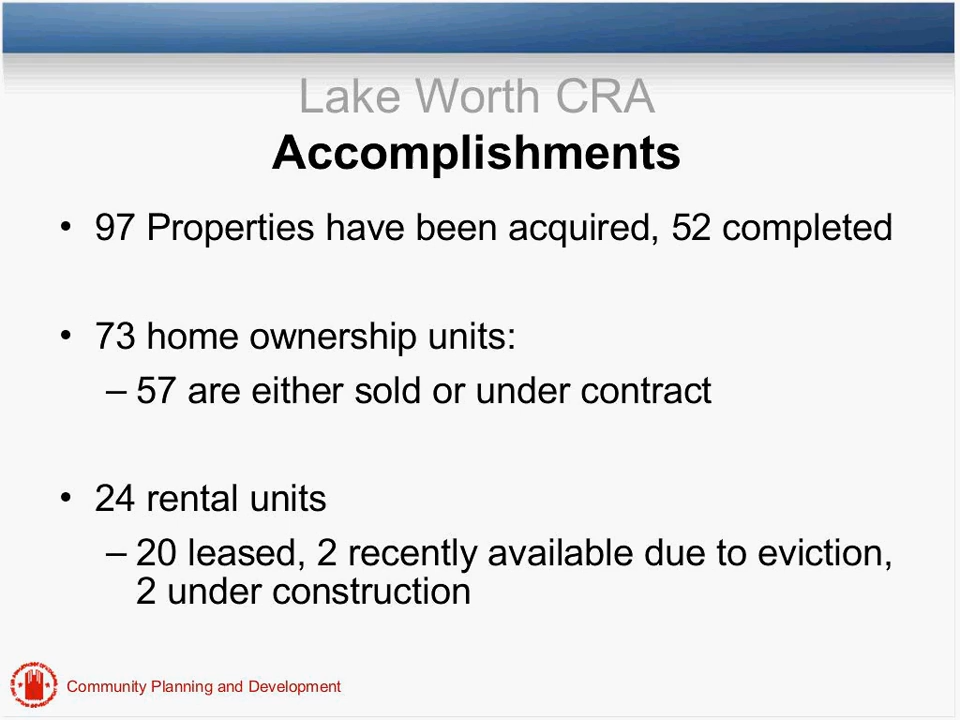 Lake Worth CRA
Accomplishments
• 97 Properties have been acquired, 52 completed
• 73 home ownership units:
– 57 are either sold or under contract
• 24 rental units
– 20 leased, 2 recently available due to eviction,
2 under construction
Community Planning and Development